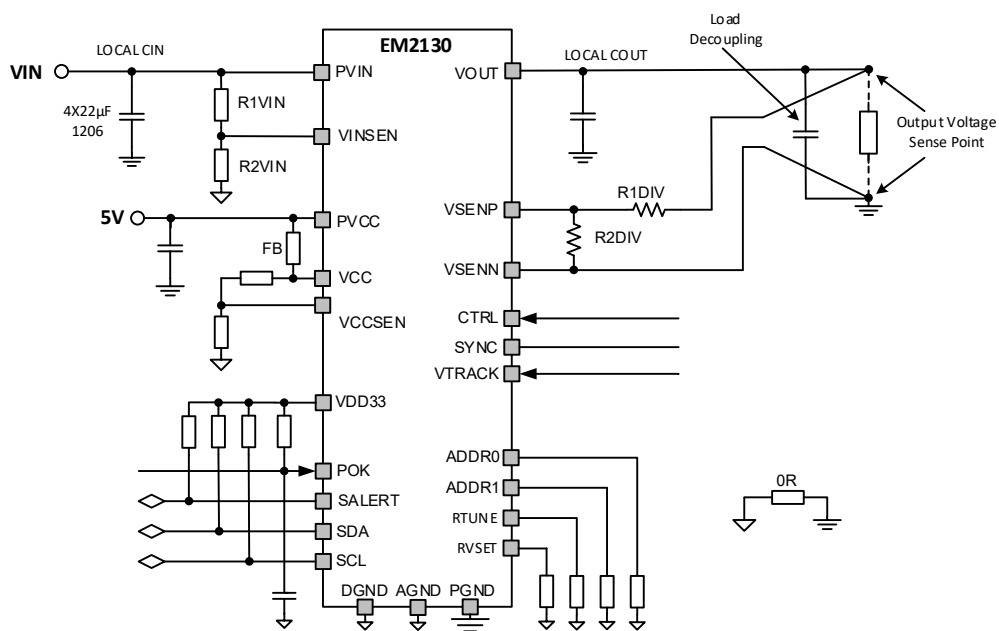 EM2130
Load
Decoupling
LOCAL CIN
LOCAL COUT
VIN
PVIN
VOUT
R1VIN
4X22µF
1206
VINSEN
Output Voltage
Sense Point
R2VIN
R1DIV
5V
PVCC
VSENP
R2DIV
FB
VCC
VSENN
VCCSEN
CTRL
SYNC
VTRACK
VDD33
POK
ADDR0
0R
SALERT
ADDR1
SDA
RTUNE
SCL
RVSET
DGND
AGND
PGND